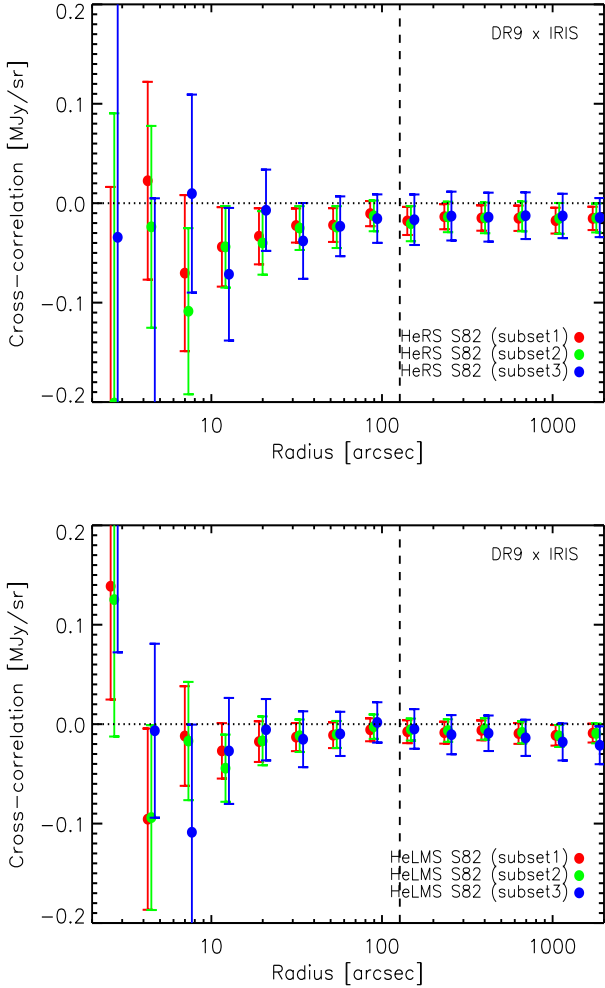 0.2
DR9 x IRIS
0.1
0.0
-0.1
-0.2
Cross-correlation [MJy/sr]
HeRS S82 (subset1)
HeRS S82 (subset2)
HeRS S82 (subset3)
10 100 1000
Radius [arcsec]
0.2
DR9 x IRIS
0.1
0.0
-0.1
-0.2
Cross-correlation [MJy/sr]
HeLMS S82 (subset1)
HeLMS S82 (subset2)
HeLMS S82 (subset3)
10 100 1000
Radius [arcsec]